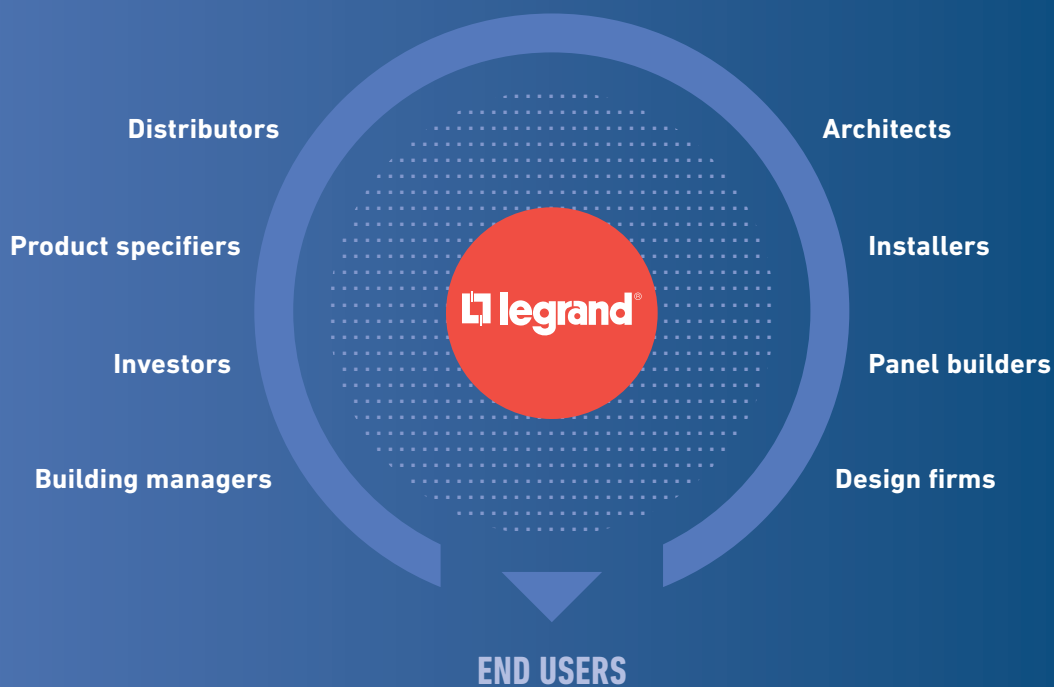 Distributors
Architects
Product specifiers
Installers
legrand®
Investors
Panel builders
Building managers
Design firms
END USERS